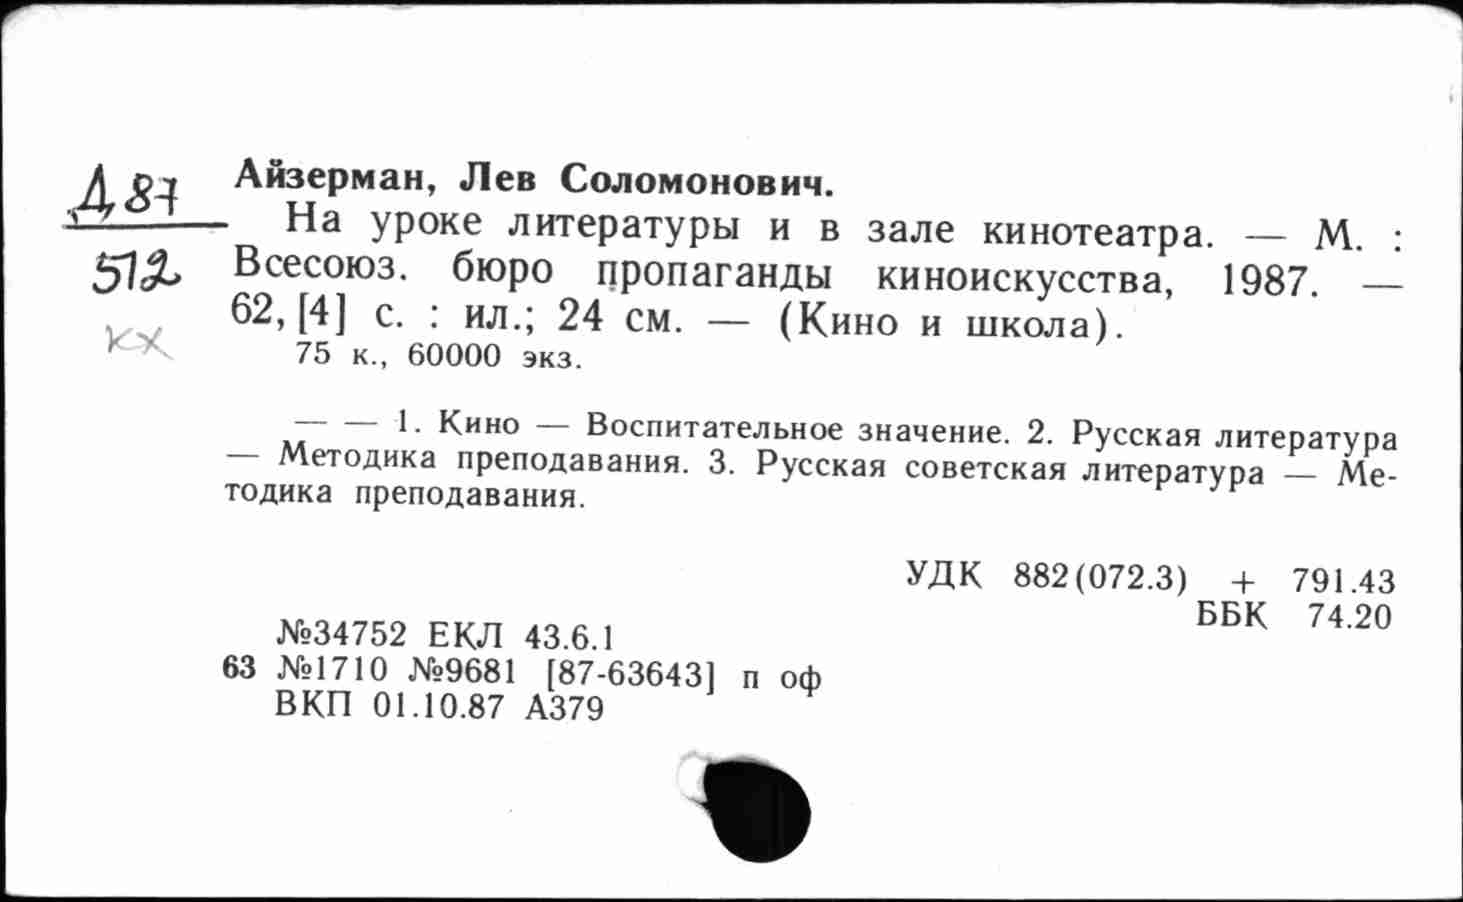 Д87
512
кх
Айзерман, Лев Соломонович.
На уроке литературы и в зале кинотеатра. — М. :
Всесоюз. бюро пропаганды киноискусства, 1987. —
62, [4] с. : ил.; 24 см. — (Кино и школа).
75 к., 60000 экз.
— — 1. Кино — Воспитательное значение. 2. Русская литература
— Методика преподавания. 3. Русская советская литература — Ме-
тодика преподавания.
УДК 882(072.3) + 791.43
ББК 74.20
№34752 ЕКЛ 43.6.1
63 №1710 №9681 [87-63643] п оф
ВКП 01.10.87 А379